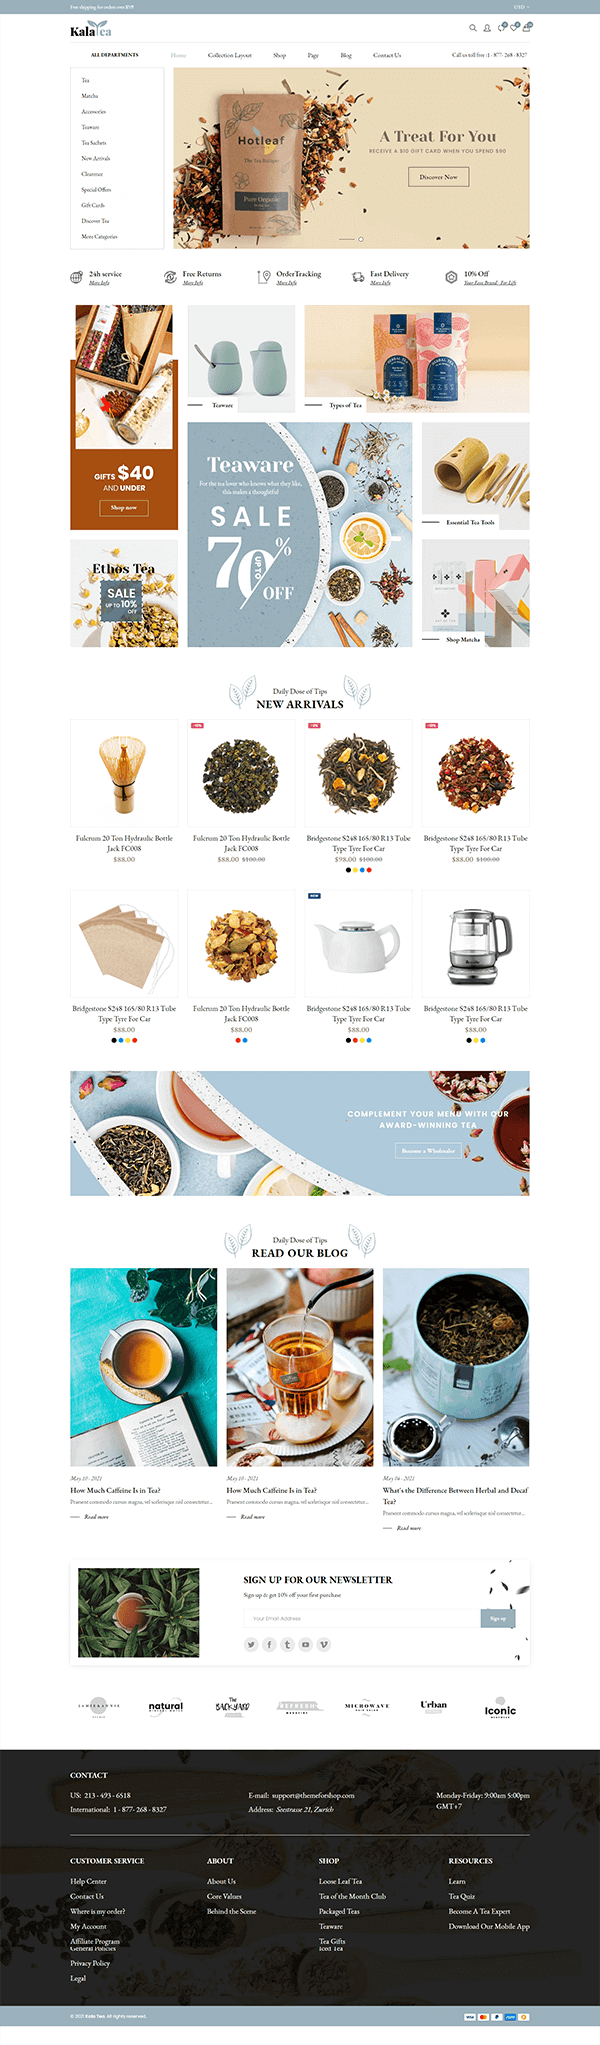 Free shipping for orders over $59!
USD
KalaTea
ALL DEPARTMENTS
Home
Collection Layout
Shop
Page
Blog
Contact Us
Call us toll free +1 - 877- 268 - 8327
Tea
Matcha
Accessories
Teaware
Tea Sachets
New Arrivals
Clearance
Special Offers
Gift Cards
Discover Tea
More Categories
Hotleaf
The Tea Boutique
Pure Organic
A Treat For You
RECEIVE A $10 GIFT CARD WHEN YOU SPEND $90
Discover Now
24h service
More Info
Free Returns
More Info
OrderTracking
More Info
Fast Delivery
More Info
10% Off
Your Fave Brand - For Life
GIFTS $40
AND UNDER
Shop now
Teaware
Types of Tea
Teaware
For the tea lover who knows what they like,
this makes a thoughtful
SALE
UP TO
70%
OFF
Essential Tea Tools
Ethos Tea
SALE
UP TO 10%
OFF
Shop Matcha
Daily Dose of Tips
NEW ARRIVALS
Fulcrum 20 Ton Hydraulic Bottle
Jack FC008
$88.00
Fulcrum 20 Ton Hydraulic Bottle
Jack FC008
$88.00 $100.00
Bridgestone S248 165/80 R13 Tube
Type Tyre For Car
$98.00 $100.00
Bridgestone S248 165/80 R13 Tube
Type Tyre For Car
$88.00 $100.00
NEW
Bridgestone S248 165/80 R13 Tube
Type Tyre For Car
$88.00
Fulcrum 20 Ton Hydraulic Bottle
Jack FC008
$88.00
Bridgestone S248 165/80 R13 Tube
Type Tyre For Car
$88.00
Bridgestone S248 165/80 R13 Tube
Type Tyre For Car
$88.00
COMPLEMENT YOUR MENU WITH OUR
AWARD-WINNING TEA
Become a Wholesaler
Daily Dose of Tips
READ OUR BLOG
May 10 - 2021
How Much Caffeine Is in Tea?
Praesent commodo cursus magna, vel scelerisque nisl consectetur...
Read more
May 10 - 2021
How Much Caffeine Is in Tea?
Praesent commodo cursus magna, vel scelerisque nisl consectetur...
Read more
May 04 - 2021
What's the Difference Between Herbal and Decaf
Tea?
Praesent commodo cursus magna, vel scelerisque nisl consectetur...
Read more
SIGN UP FOR OUR NEWSLETTER
Sign up & get 10% off your first purchase
Your Email Address
Sign up
JAMIE&ANNIE
natural
MINERAL WATER
The
BACKYARD
REFRESH
MAGAZINE
MICROWAVE
Urban
Iconic
CONTACT
US: 213 - 493 - 6518
International: 1 - 877- 268 - 8327
E-mail: support@themeforshop.com
Address: Seestrasse 21, Zurich
Monday-Friday: 9:00am 5:00pm
GMT+7
CUSTOMER SERVICE
Help Center
Contact Us
Where is my order?
My Account
Affiliate Program
General Policies
Privacy Policy
Legal
ABOUT
About Us
Core Values
Behind the Scene
SHOP
Loose Leaf Tea
Tea of the Month Club
Packaged Teas
Teaware
Tea Gifts
Iced Tea
RESOURCES
Learn
Tea Quiz
Become A Tea Expert
Download Our Mobile App
© 2021 Kala Tea. All rights reserved.
VISA